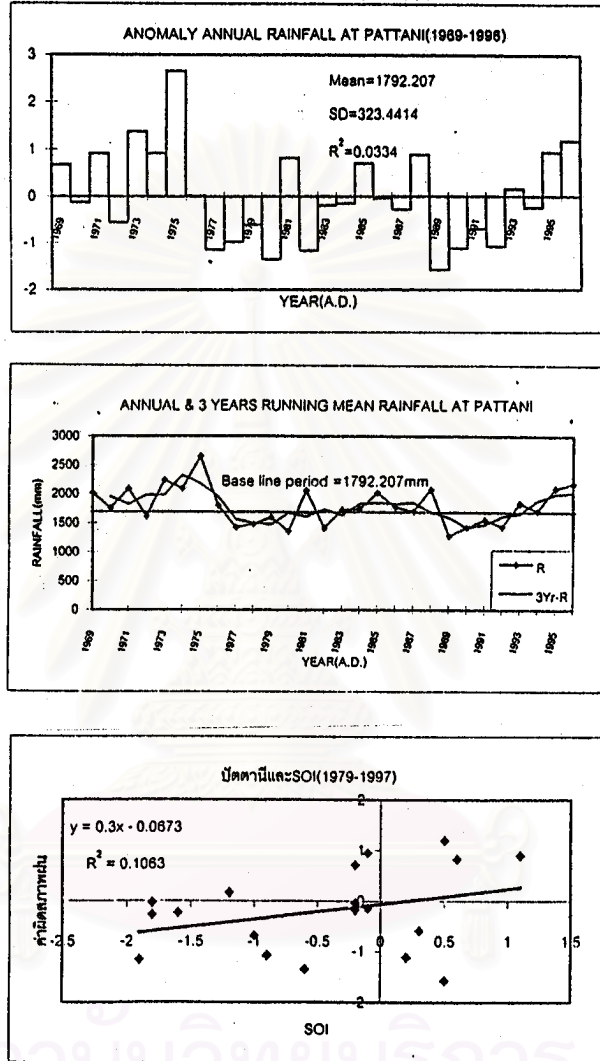 ANOMALY ANNUAL RAINFALL AT PATTANI(1969-1996)
3
2
1
0
-1
-2
Mean=1792.207
SD=323.4414
R²=0.0334
1969 1971 1973 1975 1977 1979 1981 1983 1985 1987 1989 1991 1993 1995
YEAR(A.D.)
ANNUAL & 3 YEARS RUNNING MEAN RAINFALL AT PATTANI
RAINFALL(mm)
3000
2500
2000
1500
1000
500
0
Base line period =1792.207mm
R
3Yr-R
1969 1971 1973 1975 1977 1979 1981 1983 1985 1987 1989 1991 1993 1995
YEAR(A.D.)
ปัตตานีและSOI(1979-1997)
y = 0.3x - 0.0673
R² = 0.1063
2
1
0
-1
-2
-2.5 -2 -1.5 -1 -0.5 0 0.5 1 1.5
SOI